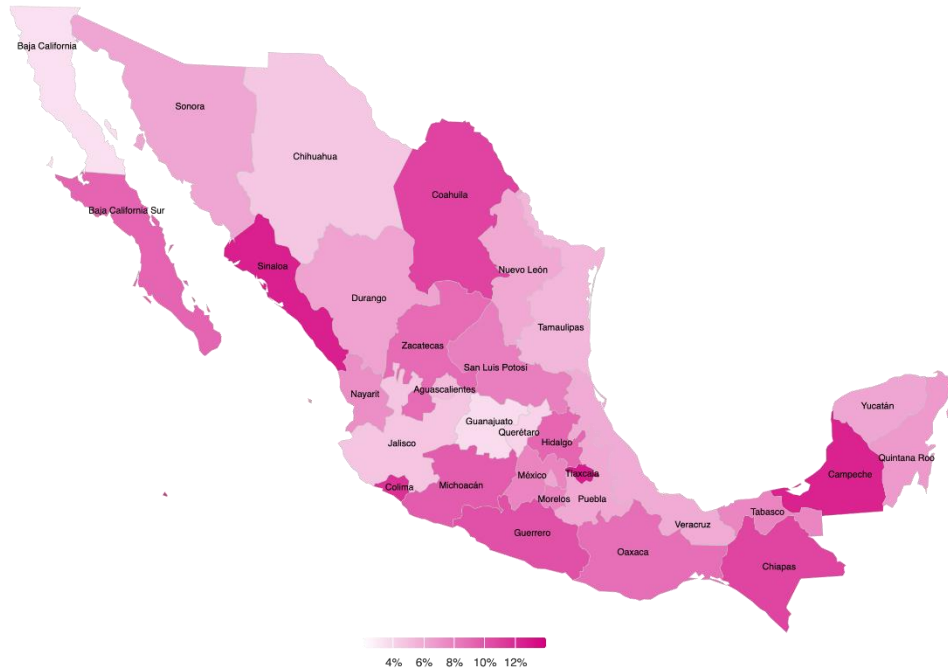 Baja California
Sonora
Chihuahua
Coahuila
Baja California Sur
Sinaloa
Nuevo León
Durango
Tamaulipas
Zacatecas
San Luis Potosí
Nayarit
Aguascalientes
Yucatán
Guanajuato
Querétaro
Jalisco
Hidalgo
Quintana Roo
México
Tlaxcala
Campeche
Colima
Michoacán
Morelos
Puebla
Tabasco
Veracruz
Guerrero
Oaxaca
Chiapas
4% 6% 8% 10% 12%